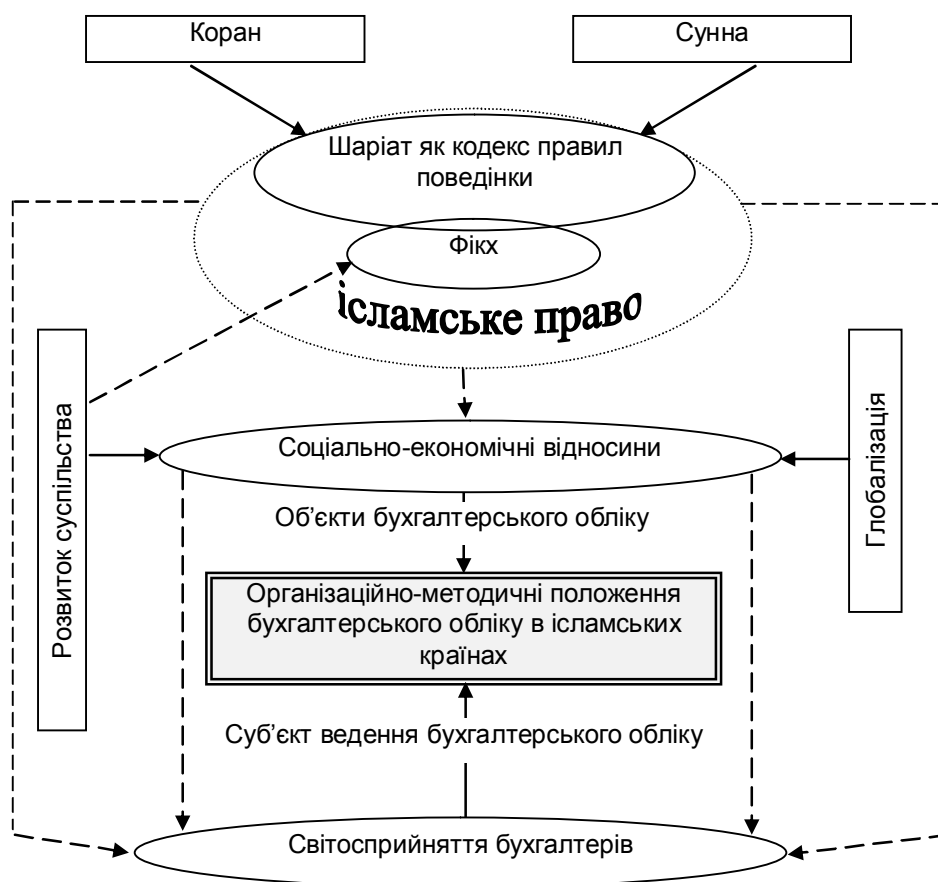 Коран
Сунна
Шаріат як кодекс правил
поведінки
Фікх
ісламське право
Розвиток суспільства
Глобалізація
Соціально-економічні відносини
Об’єкти бухгалтерського обліку
Організаційно-методичні положення
бухгалтерського обліку в ісламських
країнах
Суб’єкт ведення бухгалтерського обліку
Світосприйняття бухгалтерів